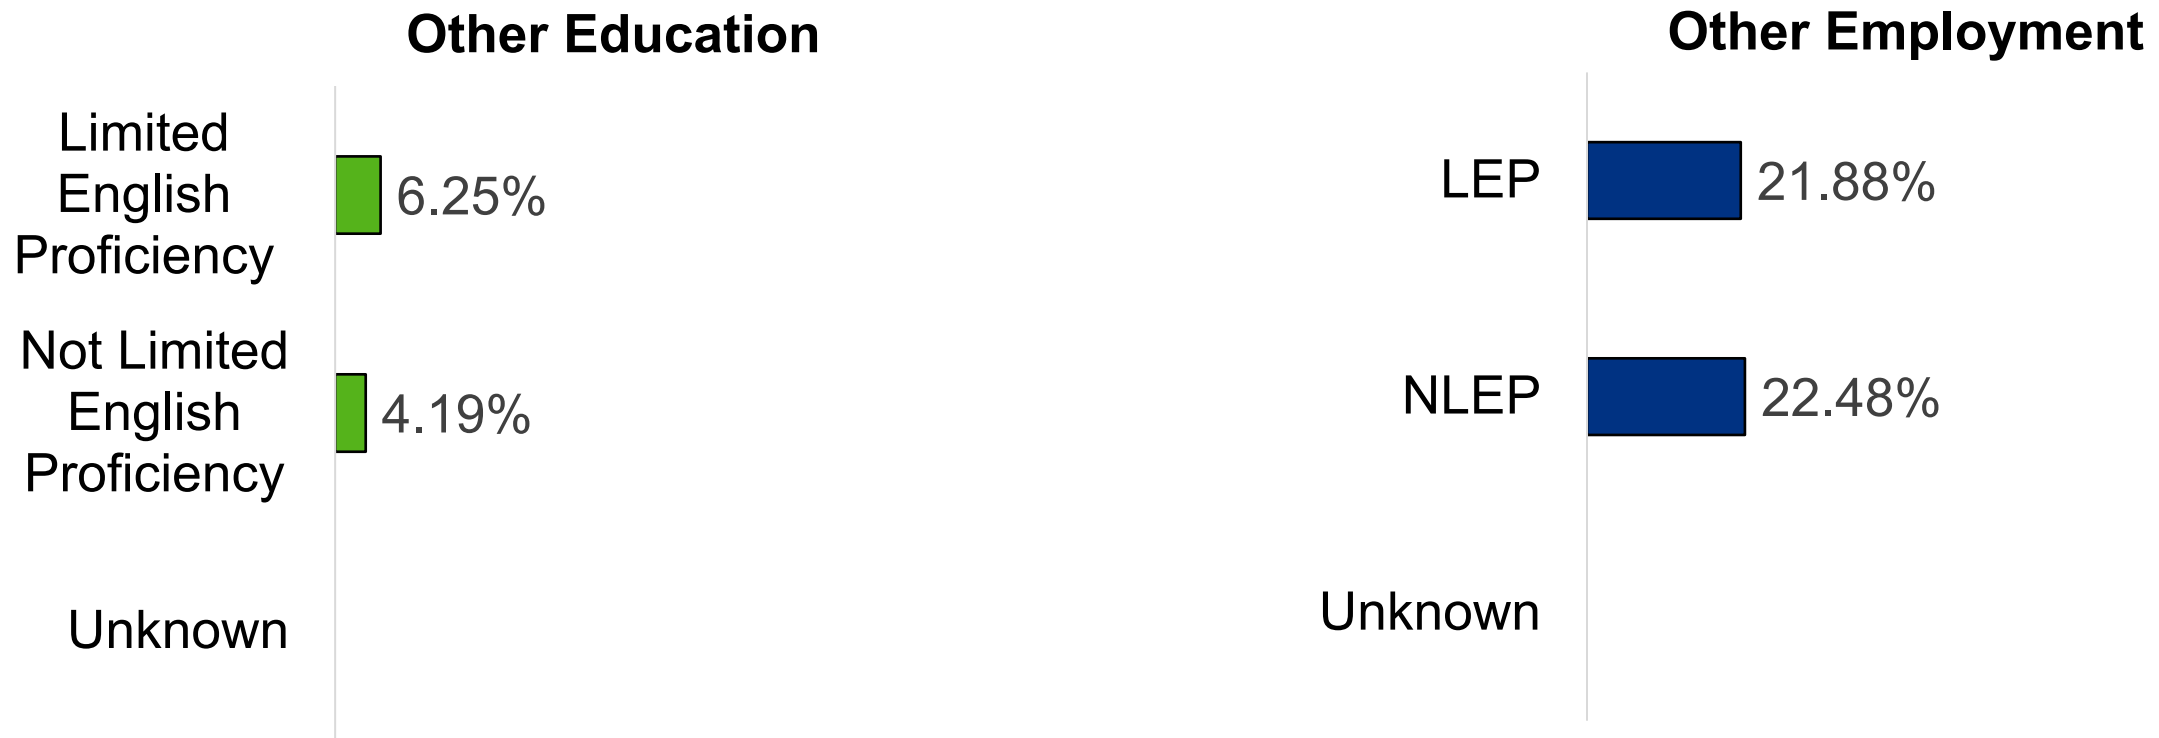 Other Education
Limited
English
Proficiency
6.25%
Not Limited
English
Proficiency
4.19%
Unknown
Other Employment
LEP
21.88%
NLEP
22.48%
Unknown